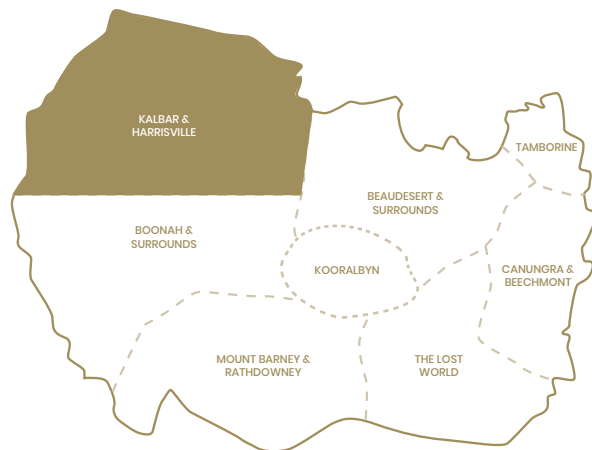 KALBAR &
HARRISVILLE
TAMBORINE
BEAUDESERT &
SURROUNDS
BOONAH &
SURROUNDS
KOORALBYN
CANUNGRA &
BEECHMONT
MOUNT BARNEY &
RATHDOWNEY
THE LOST
WORLD